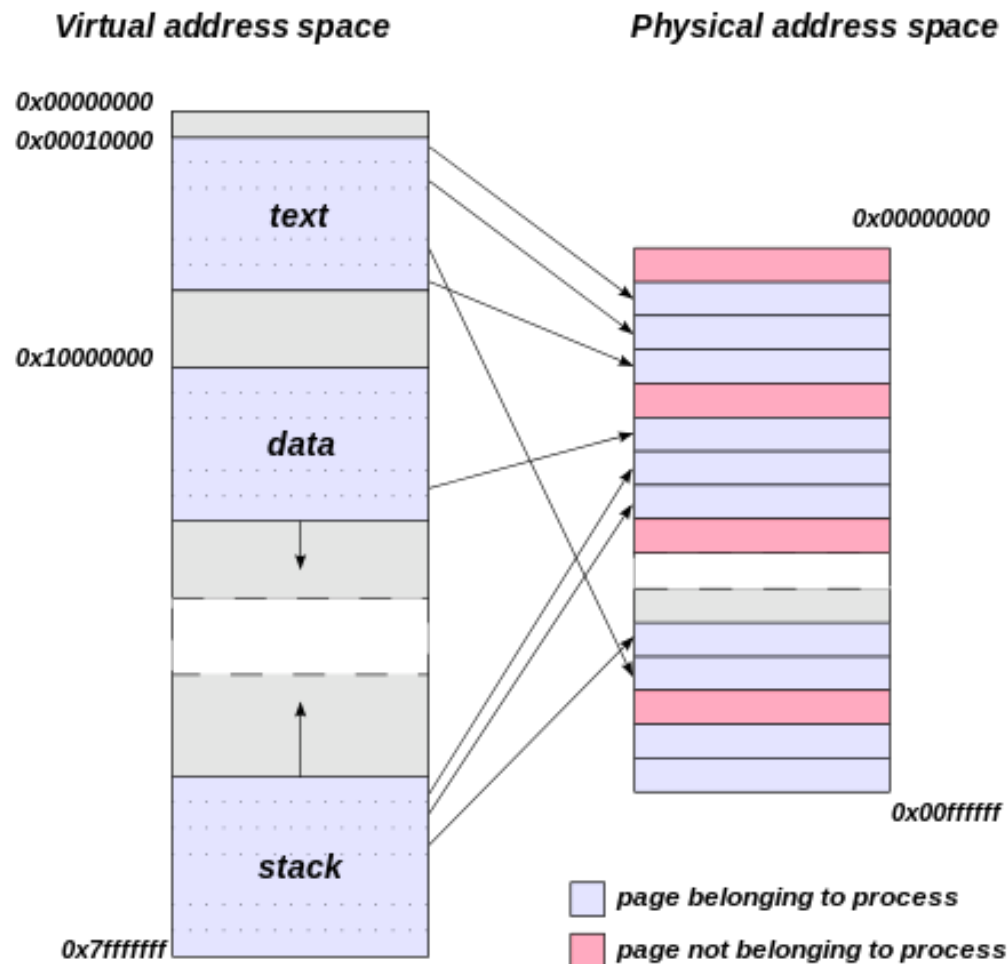 Virtual address space
Physical address space
0x00000000
0x00010000
text
0x00000000
0x10000000
data
stack
0x00ffffff
page belonging to process
0x7fffffff
page not belonging to process